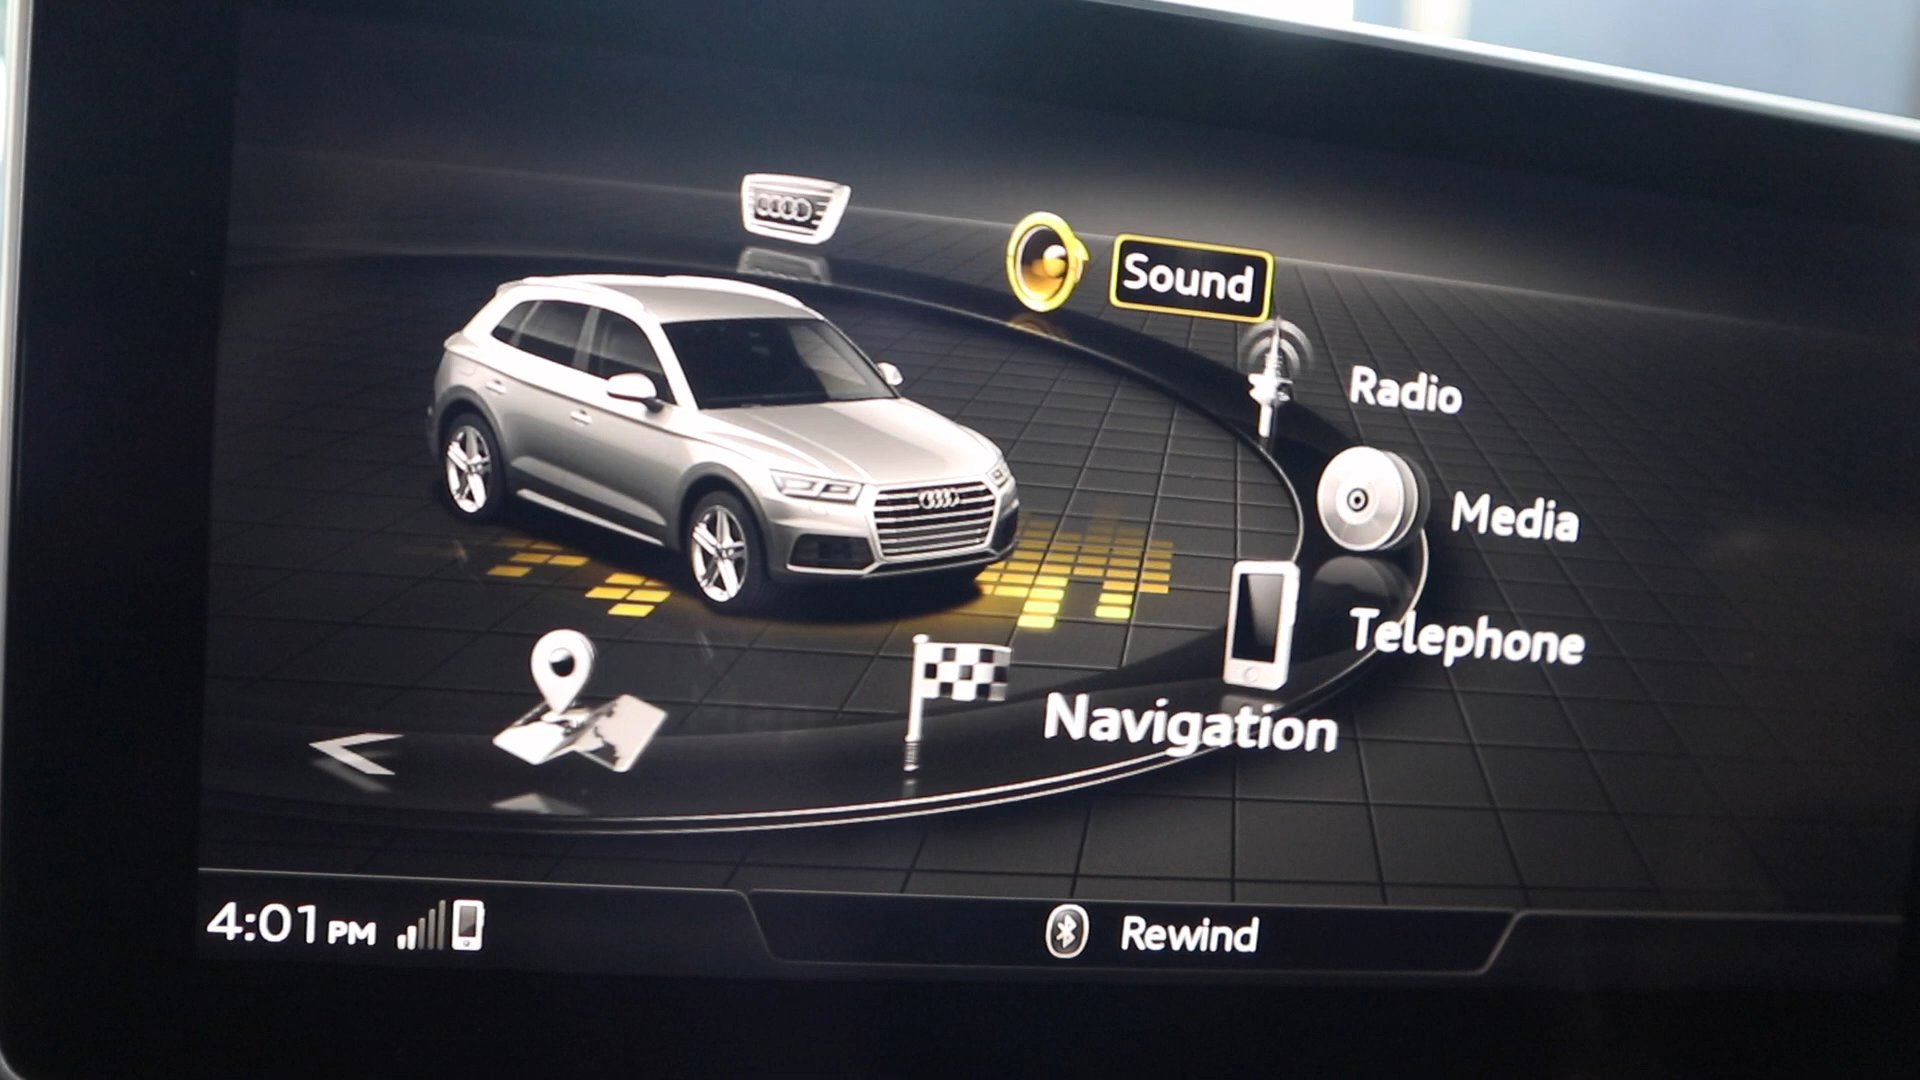 Sound
Radio
Media
Telephone
Navigation
4:01 PM
Rewind